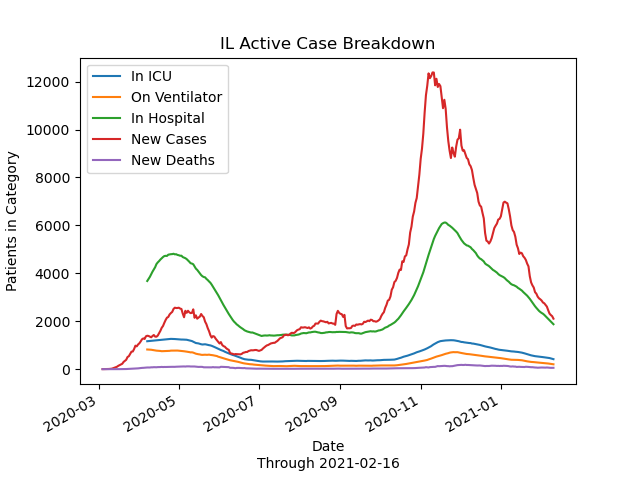 IL Active Case Breakdown
In ICU
On Ventilator
In Hospital
New Cases
New Deaths
Patients in Category
12000
10000
8000
6000
4000
2000
0
2020-03
2020-05
2020-07
2020-09
2020-11
2021-01
Date
Through 2021-02-16